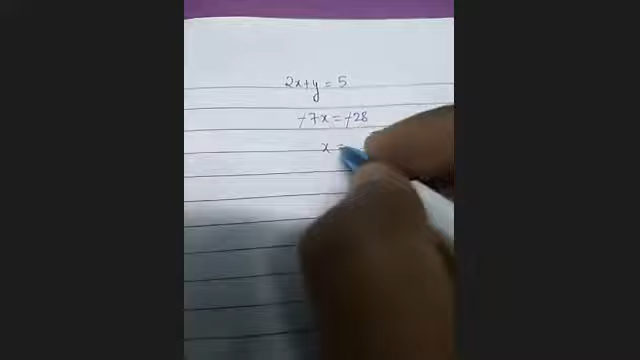 2x+y = 5
-7x = -28
x =